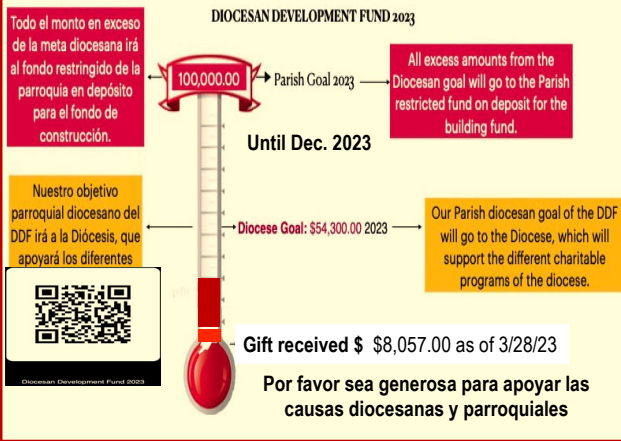 DIOCESAN DEVELOPMENT FUND 2023
Todo el monto en exceso
de la meta diocesana irá
al fondo restringido de la
parroquia en depósito
para el fondo de
construcción.
100,000.00
Parish Goal 2023
All excess amounts from the
Diocesan goal will go to the Parish
restricted fund on deposit for the
building fund.
Until Dec. 2023
Nuestro objetivo
parroquial diocesano del
DDF irá a la Diócesis, que
apoyará los diferentes
Diocese Goal: $54,300.00 2023
Our Parish diocesan goal of the DDF
will go to the Diocese, which will
support the different charitable
programs of the diocese.
Diocesan Development Fund 2023
Gift received $ $8,057.00 as of 3/28/23
Por favor sea generosa para apoyar las
causas diocesanas y parroquiales